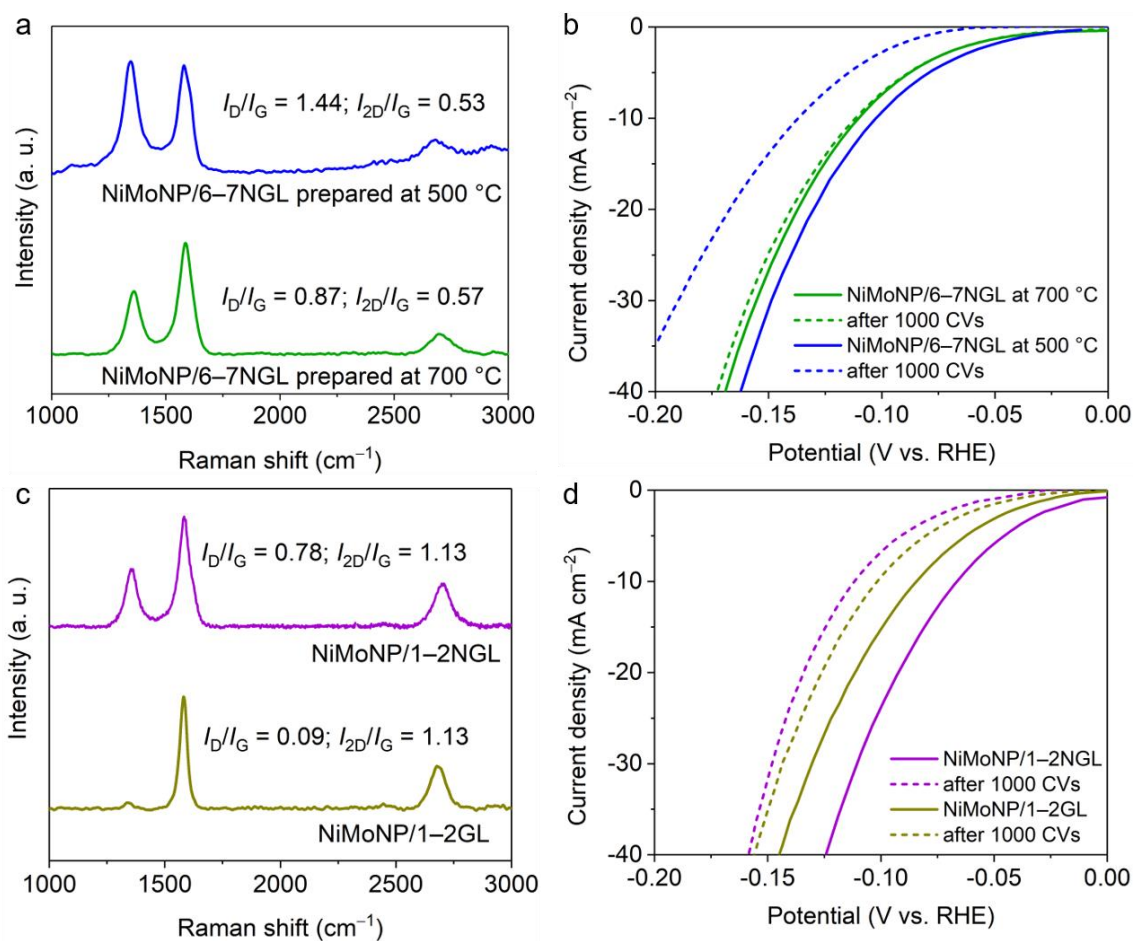 a
I_D/I_G = 1.44; I_2D/I_G = 0.53
NiMoNP/6–7NGL prepared at 500 °C
I_D/I_G = 0.87; I_2D/I_G = 0.57
NiMoNP/6–7NGL prepared at 700 °C
Intensity (a. u.)
1000 1500 2000 2500 3000
Raman shift (cm⁻¹)
b
0
-10
-20
-30
-40
Current density (mA cm⁻²)
NiMoNP/6–7NGL at 700 °C
after 1000 CVs
NiMoNP/6–7NGL at 500 °C
after 1000 CVs
-0.20 -0.15 -0.10 -0.05 0.00
Potential (V vs. RHE)
c
I_D/I_G = 0.78; I_2D/I_G = 1.13
NiMoNP/1–2NGL
I_D/I_G = 0.09; I_2D/I_G = 1.13
NiMoNP/1–2GL
Intensity (a. u.)
1000 1500 2000 2500 3000
Raman shift (cm⁻¹)
d
0
-10
-20
-30
-40
Current density (mA cm⁻²)
NiMoNP/1–2NGL
after 1000 CVs
NiMoNP/1–2GL
after 1000 CVs
-0.20 -0.15 -0.10 -0.05 0.00
Potential (V vs. RHE)